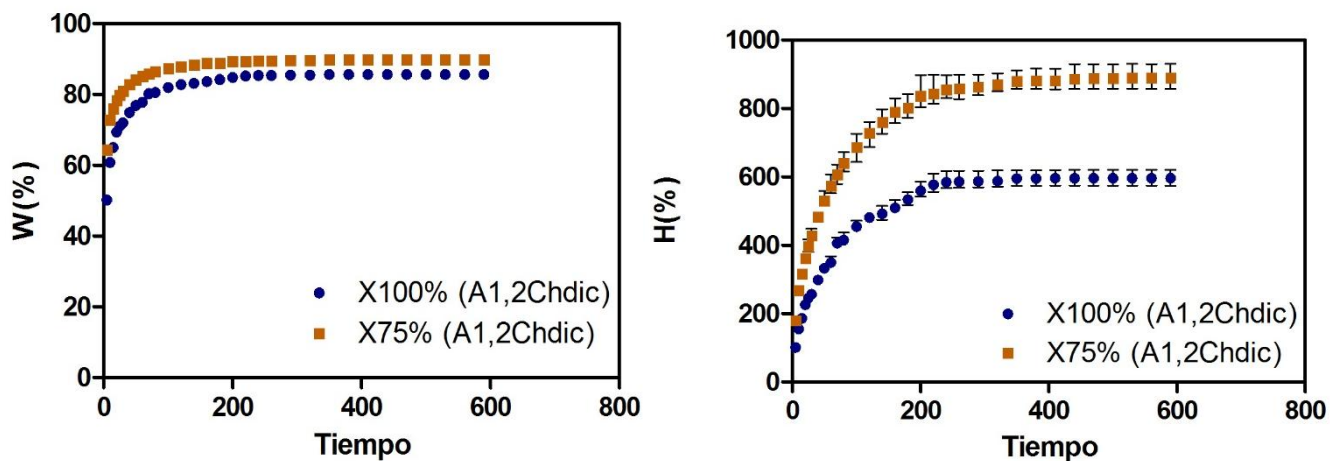 100
80
60
40
20
0
W(%)
X100% (A1,2Chdic)
X75% (A1,2Chdic)
0 200 400 600 800
Tiempo
1000
800
600
400
200
0
H(%)
X100% (A1,2Chdic)
X75% (A1,2Chdic)
0 200 400 600 800
Tiempo